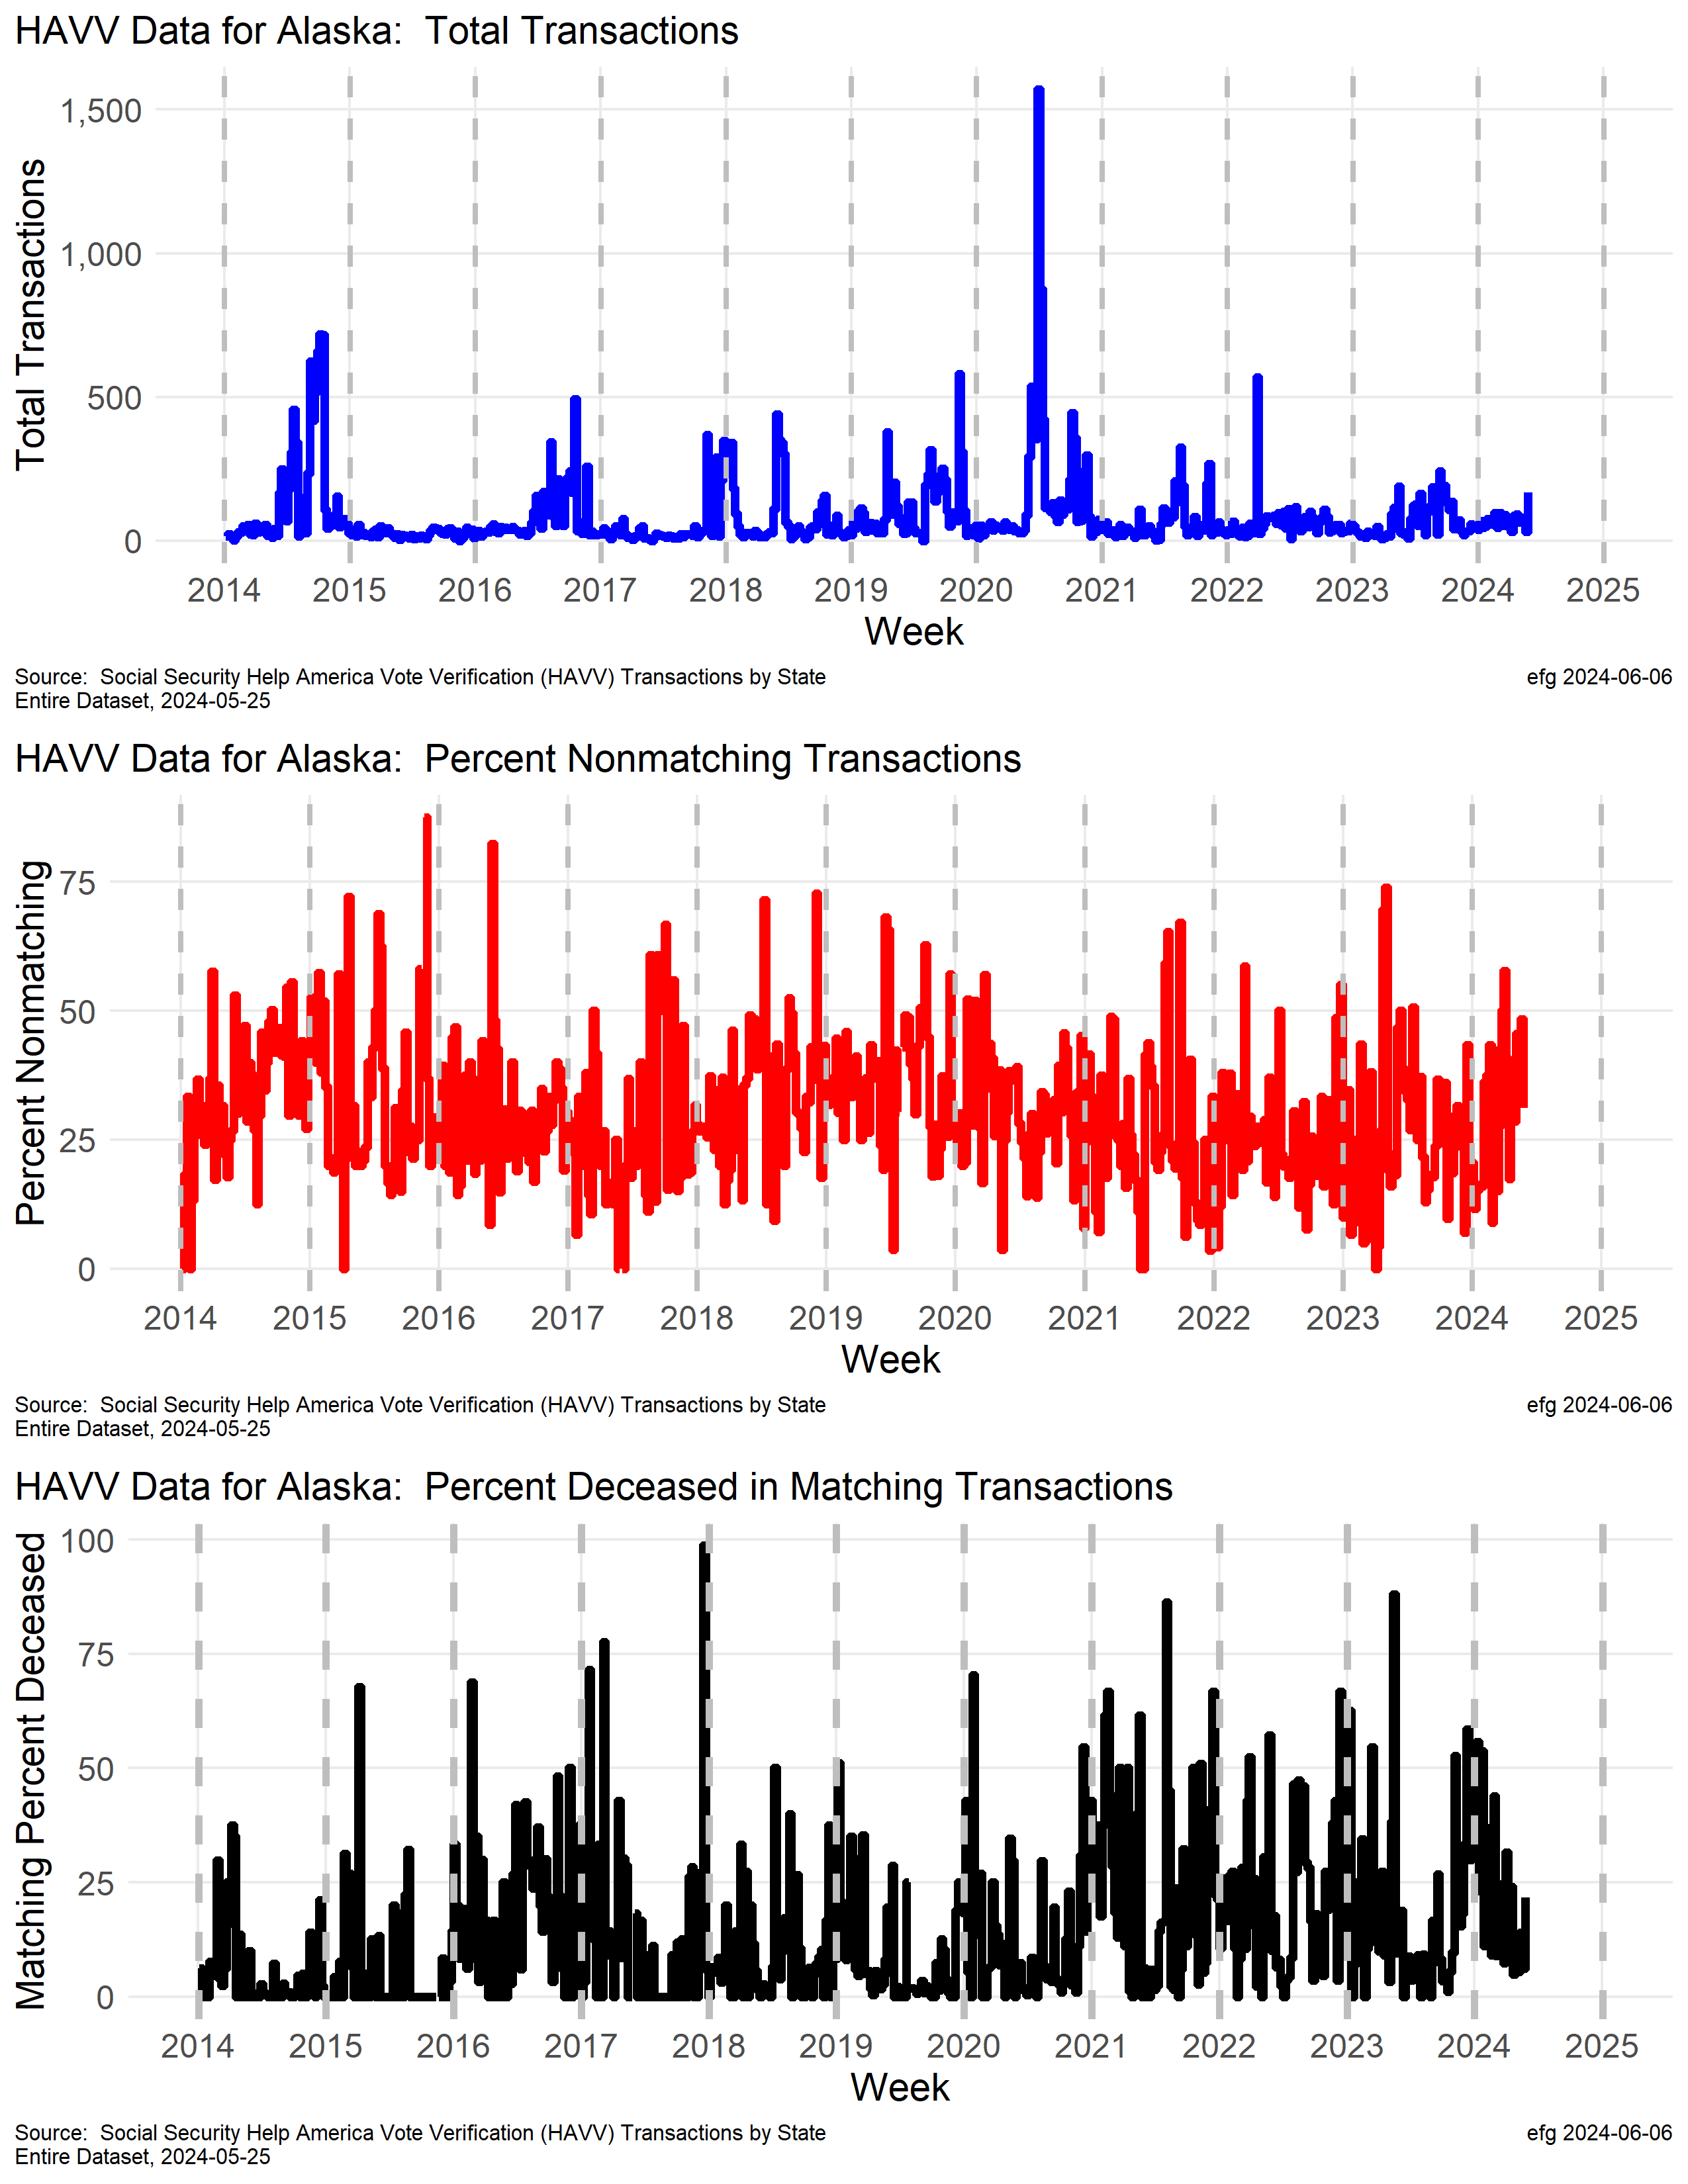 HAVV Data for Alaska:  Total Transactions
Total Transactions
1,500
1,000
500
0
2014 2015 2016 2017 2018 2019 2020 2021 2022 2023 2024 2025
Week
Source:  Social Security Help America Vote Verification (HAVV) Transactions by State
Entire Dataset, 2024-05-25
efg 2024-06-06
HAVV Data for Alaska:  Percent Nonmatching Transactions
Percent Nonmatching
75
50
25
0
2014 2015 2016 2017 2018 2019 2020 2021 2022 2023 2024 2025
Week
Source:  Social Security Help America Vote Verification (HAVV) Transactions by State
Entire Dataset, 2024-05-25
efg 2024-06-06
HAVV Data for Alaska:  Percent Deceased in Matching Transactions
Matching Percent Deceased
100
75
50
25
0
2014 2015 2016 2017 2018 2019 2020 2021 2022 2023 2024 2025
Week
Source:  Social Security Help America Vote Verification (HAVV) Transactions by State
Entire Dataset, 2024-05-25
efg 2024-06-06